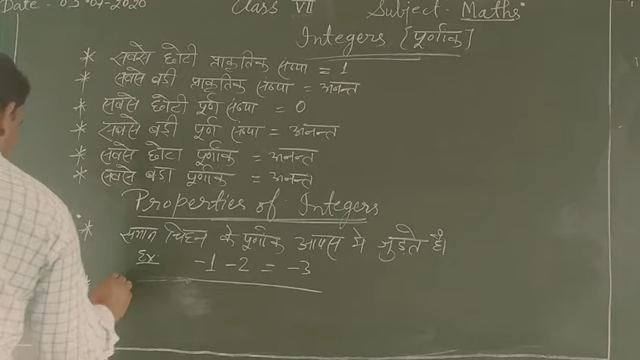 Date - 03-07-2020 Class VII Subject - Maths
Integers [पूर्णांक]
* सबसे छोटी प्राकृतिक संख्या = 1
* सबसे बड़ी प्राकृतिक संख्या = अनन्त
* सबसे छोटी पूर्ण संख्या = 0
* सबसे बड़ी पूर्ण संख्या = अनन्त
* सबसे छोटा पूर्णांक = अनन्त
* सबसे बड़ा पूर्णांक = अनन्त
Properties of Integers
* समान चिह्न के पूर्णांक आपस में जुड़ते हैं।
Ex -1 -2 = -3
*